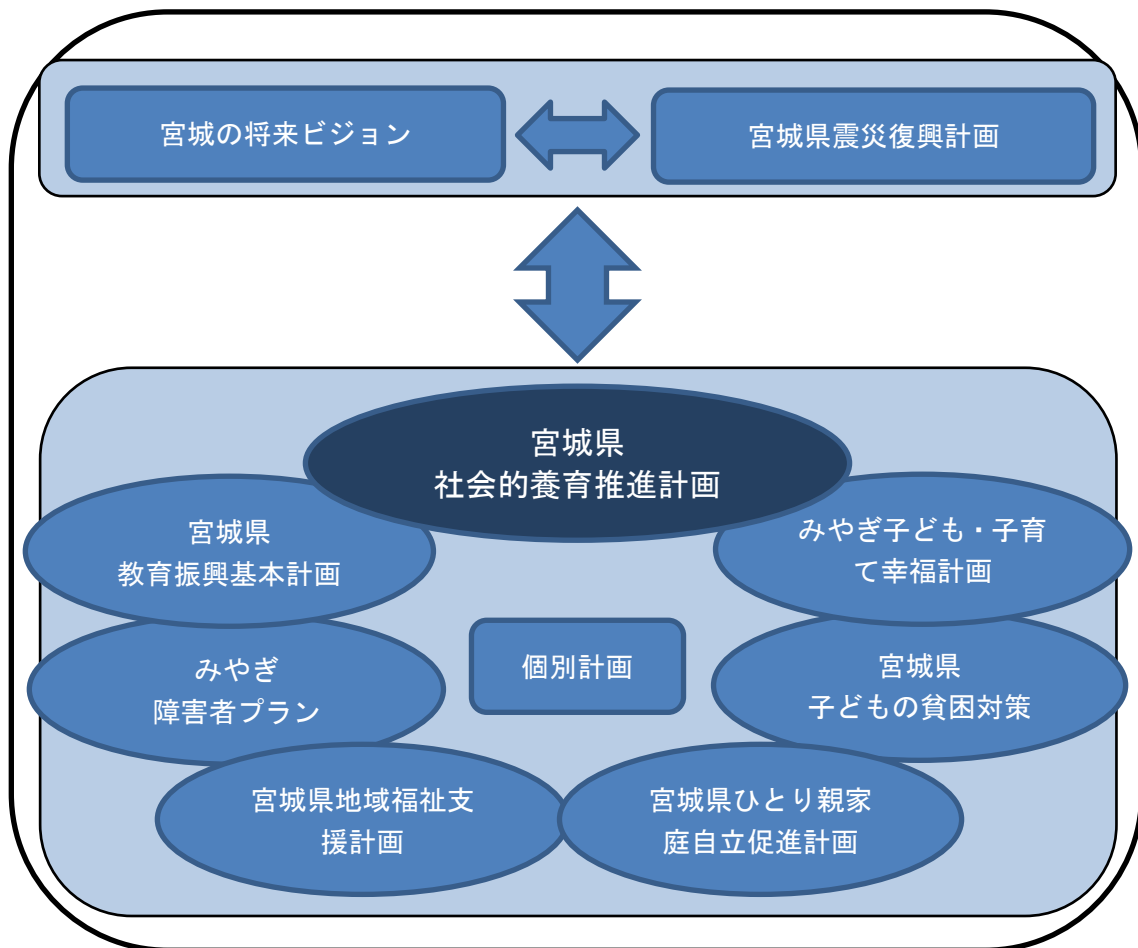 宮城の将来ビジョン
宮城県震災復興計画
宮城県
社会的養育推進計画
宮城県
教育振興基本計画
みやぎ子ども・子育
て幸福計画
個別計画
みやぎ
障害者プラン
宮城県
子どもの貧困対策
宮城県地域福祉支
援計画
宮城県ひとり親家
庭自立促進計画